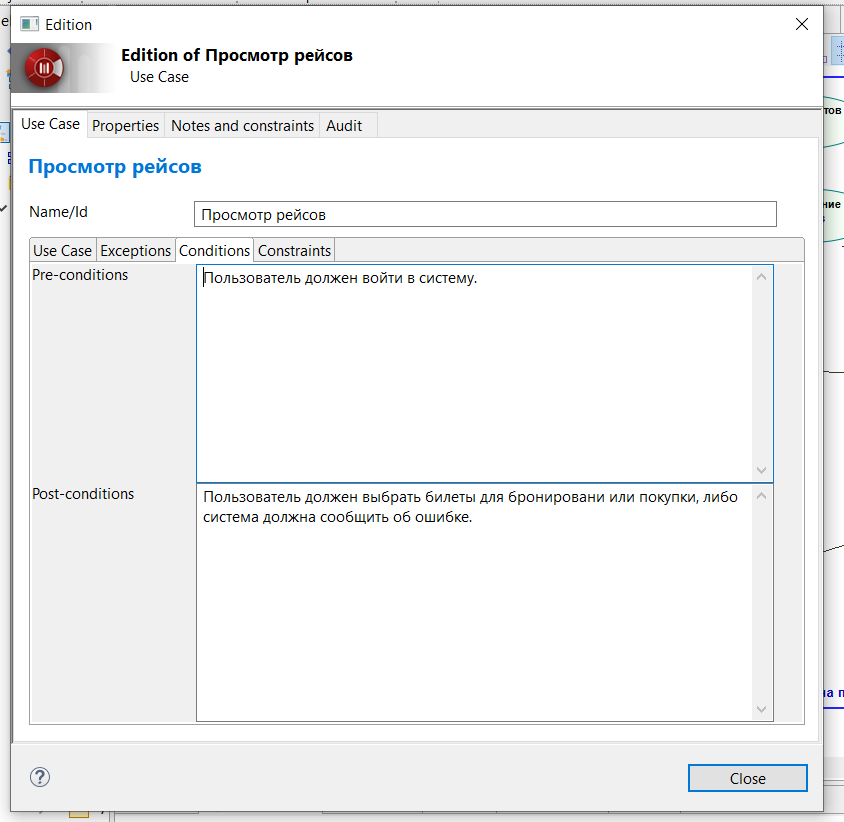 Edition
Edition of Просмотр рейсов
Use Case
Use Case Properties Notes and constraints Audit
Просмотр рейсов
Name/Id Просмотр рейсов
Use Case Exceptions Conditions Constraints
Pre-conditions Пользователь должен войти в систему.
Post-conditions Пользователь должен выбрать билеты для бронировани или покупки, либо
система должна сообщить об ошибке.
?
Close